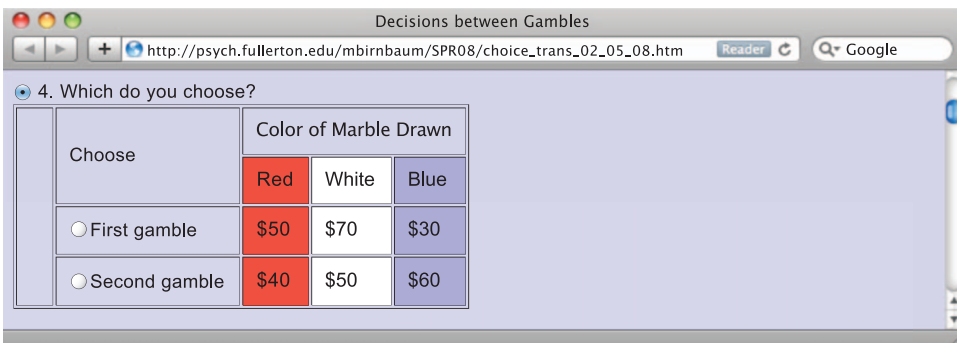 Decisions between Gambles
http://psych.fullerton.edu/mbirnbaum/SPR08/choice_trans_02_05_08.htm Reader Google
4. Which do you choose?
Choose Color of Marble Drawn
Red White Blue
First gamble $50 $70 $30
Second gamble $40 $50 $60